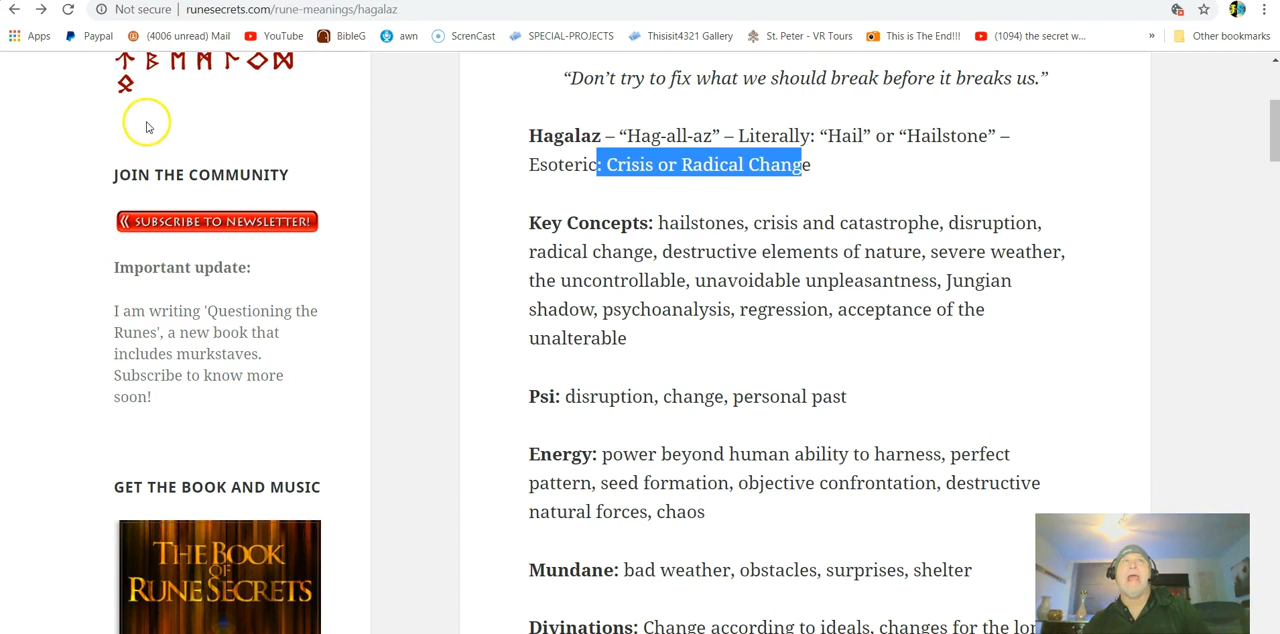 Not secure | runesecrets.com/rune-meanings/hagalaz
Apps Paypal (4006 unread) Mail YouTube BibleG awn ScrenCast SPECIAL-PROJECTS Thisisit4321 Gallery St. Peter - VR Tours This is The End!!! (1094) the secret w... » Other bookmarks
ᛏ ᛒ ᛖ ᛗ ᛚ ᛜ ᛞ
ᛟ
JOIN THE COMMUNITY
SUBSCRIBE TO NEWSLETTER!
Important update:
I am writing 'Questioning the
Runes', a new book that
includes murkstaves.
Subscribe to know more
soon!
GET THE BOOK AND MUSIC
THE BOOK
OF
RUNE SECRETS
“Don’t try to fix what we should break before it breaks us.”
Hagalaz – “Hag-all-az” – Literally: “Hail” or “Hailstone” –
Esoteric: Crisis or Radical Change
Key Concepts: hailstones, crisis and catastrophe, disruption,
radical change, destructive elements of nature, severe weather,
the uncontrollable, unavoidable unpleasantness, Jungian
shadow, psychoanalysis, regression, acceptance of the
unalterable
Psi: disruption, change, personal past
Energy: power beyond human ability to harness, perfect
pattern, seed formation, objective confrontation, destructive
natural forces, chaos
Mundane: bad weather, obstacles, surprises, shelter
Divinations: Change according to ideals, changes for the lon